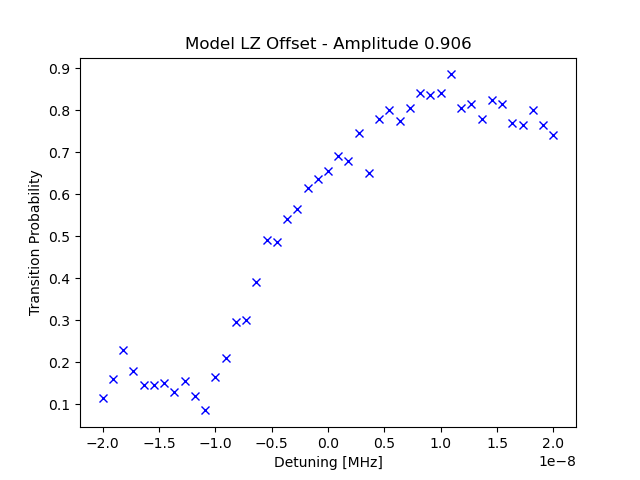 Model LZ Offset - Amplitude 0.906
Transition Probability
0.9
0.8
0.7
0.6
0.5
0.4
0.3
0.2
0.1
−2.0 −1.5 −1.0 −0.5 0.0 0.5 1.0 1.5 2.0
Detuning [MHz]
1e−8